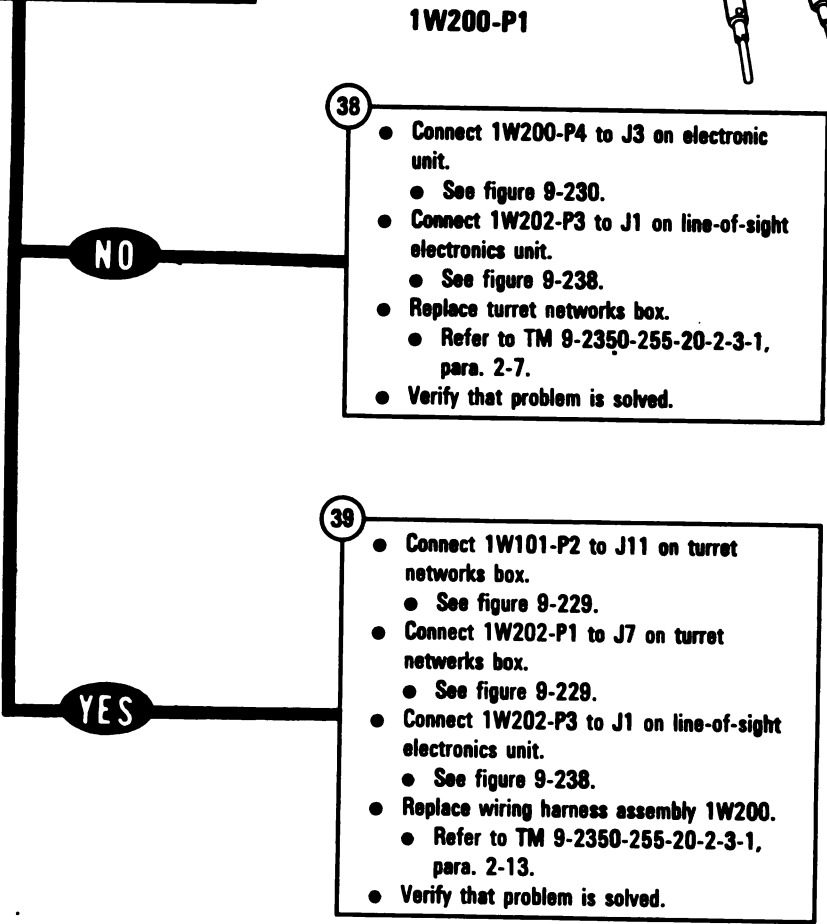 1W200-P1
38
● Connect 1W200-P4 to J3 on electronic
unit.
● See figure 9-230.
● Connect 1W202-P3 to J1 on line-of-sight
electronics unit.
● See figure 9-238.
● Replace turret networks box.
● Refer to TM 9-2350-255-20-2-3-1,
para. 2-7.
● Verify that problem is solved.
NO
39
● Connect 1W101-P2 to J11 on turret
networks box.
● See figure 9-229.
● Connect 1W202-P1 to J7 on turret
netwerks box.
● See figure 9-229.
● Connect 1W202-P3 to J1 on line-of-sight
electronics unit.
● See figure 9-238.
● Replace wiring harness assembly 1W200.
● Refer to TM 9-2350-255-20-2-3-1,
para. 2-13.
● Verify that problem is solved.
YES